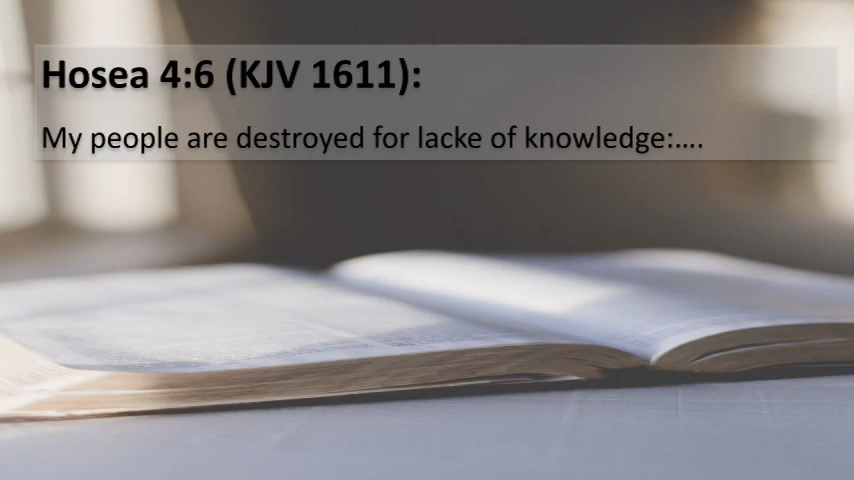 Hosea 4:6 (KJV 1611):
My people are destroyed for lacke of knowledge:....